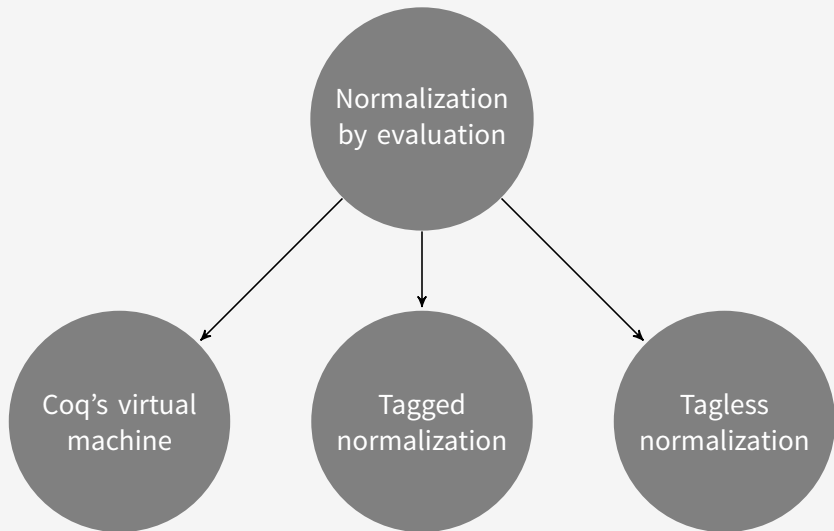 Normalization
by evaluation
Coq’s virtual
machine
Tagged
normalization
Tagless
normalization